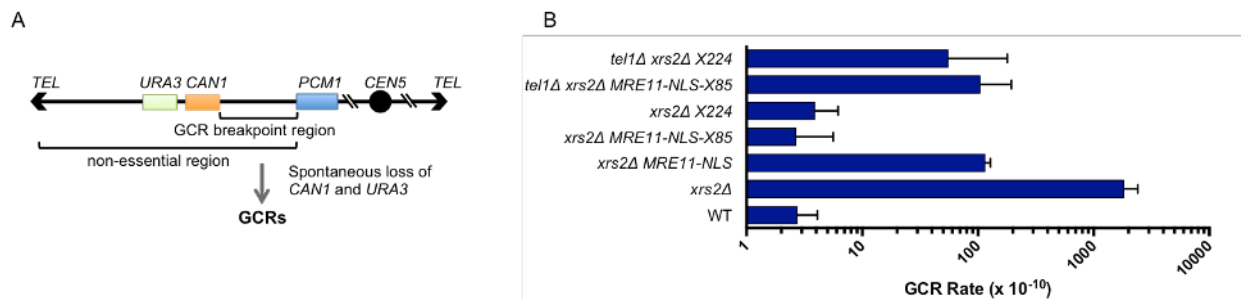 A
TEL URA3 CAN1 PCM1 CEN5 TEL
GCR breakpoint region
non-essential region
Spontaneous loss of
CAN1 and URA3
GCRs
B
tel1Δ xrs2Δ X224
tel1Δ xrs2Δ MRE11-NLS-X85
xrs2Δ X224
xrs2Δ MRE11-NLS-X85
xrs2Δ MRE11-NLS
xrs2Δ
WT
1 10 100 1000 10000
GCR Rate (x 10⁻¹⁰)